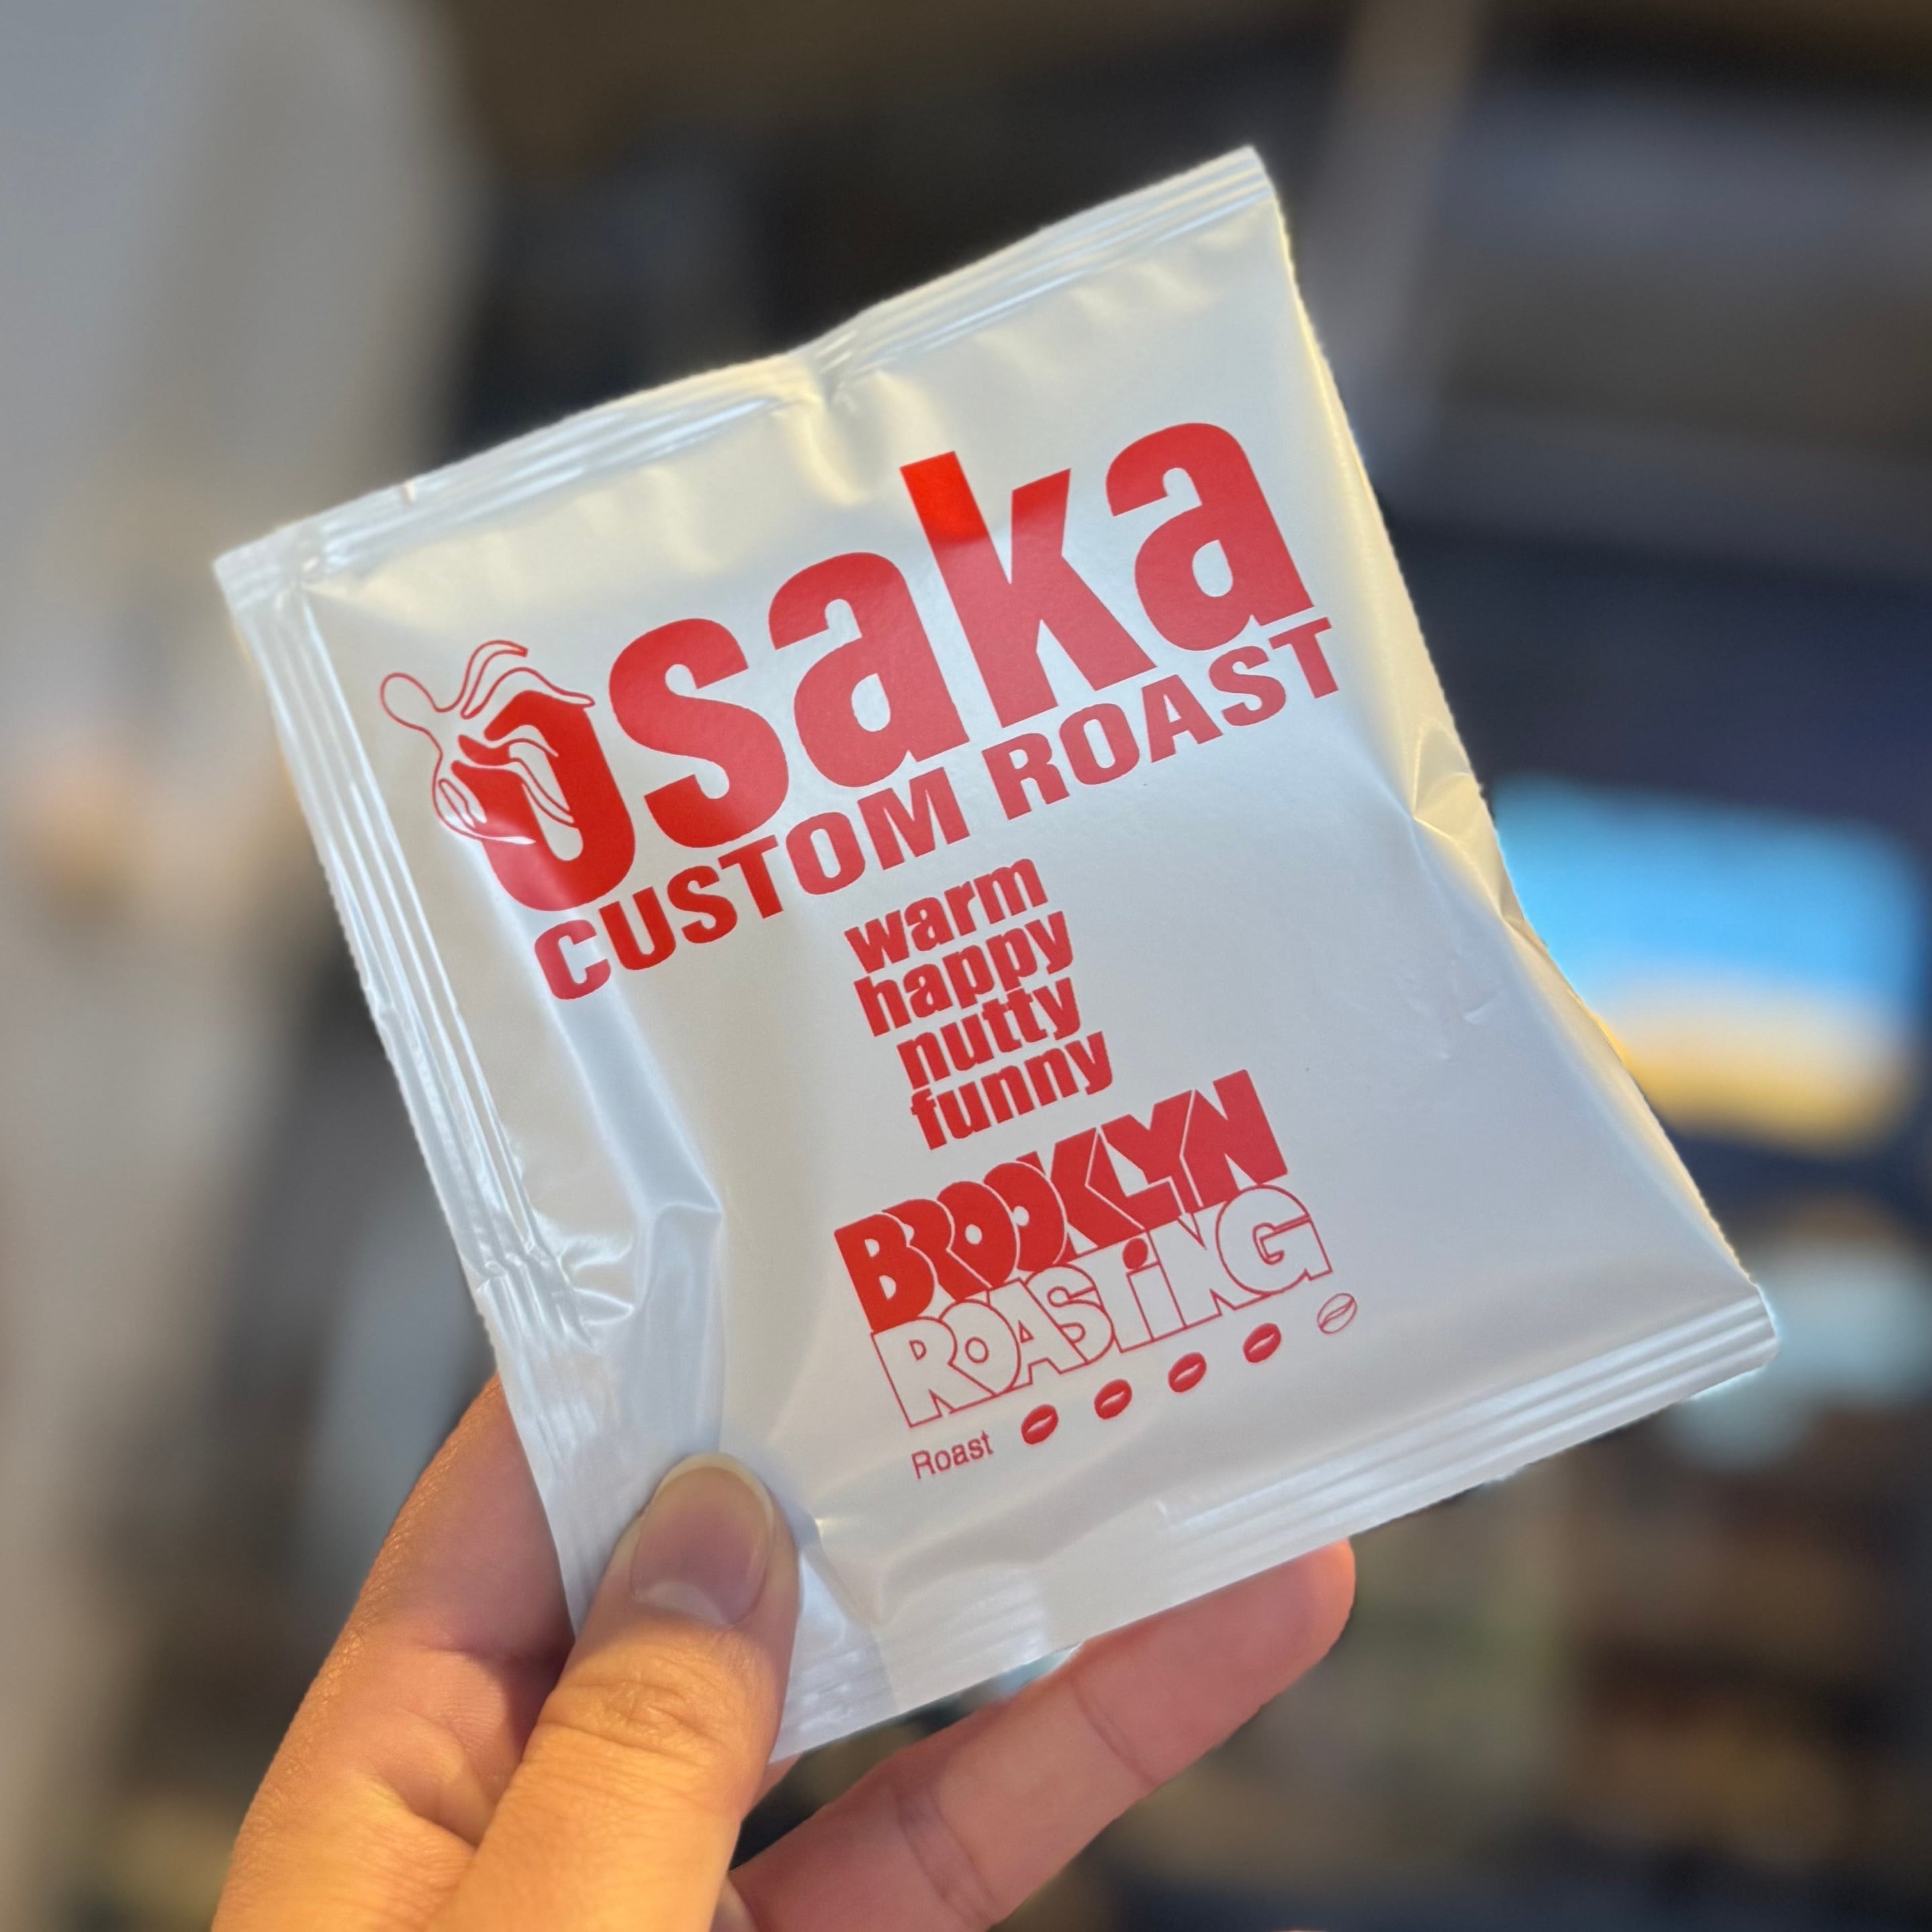 osaka
CUSTOM ROAST
warm
happy
nutty
funny
BROOKLYN
ROASTiNG
Roast